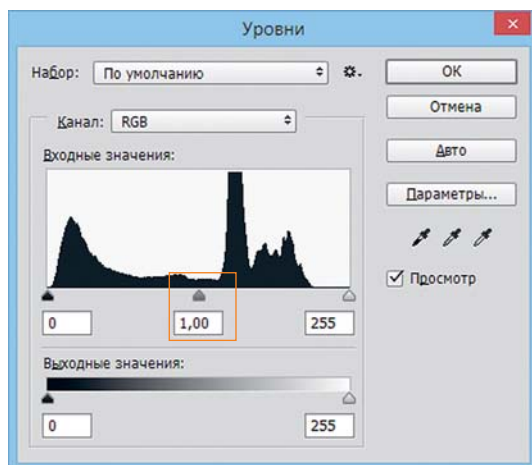 Уровни
Набор: По умолчанию
ОК
Отмена
Канал: RGB
Авто
Входные значения:
Параметры...
Просмотр
0 1,00 255
Выходные значения:
0 255